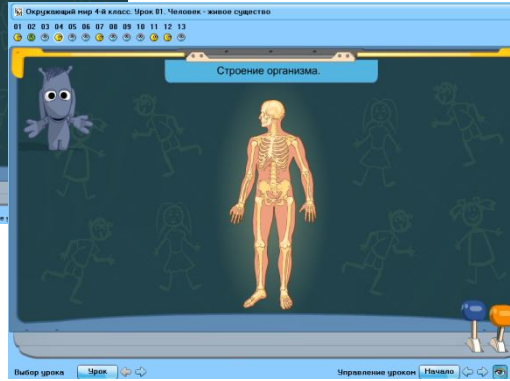 Окружающий мир 4-й класс. Урок 01. Человек - живое существо
01 02 03 04 05 06 07 08 09 10 11 12 13
Строение организма.
Выбор урока Урок Управление уроком Начало